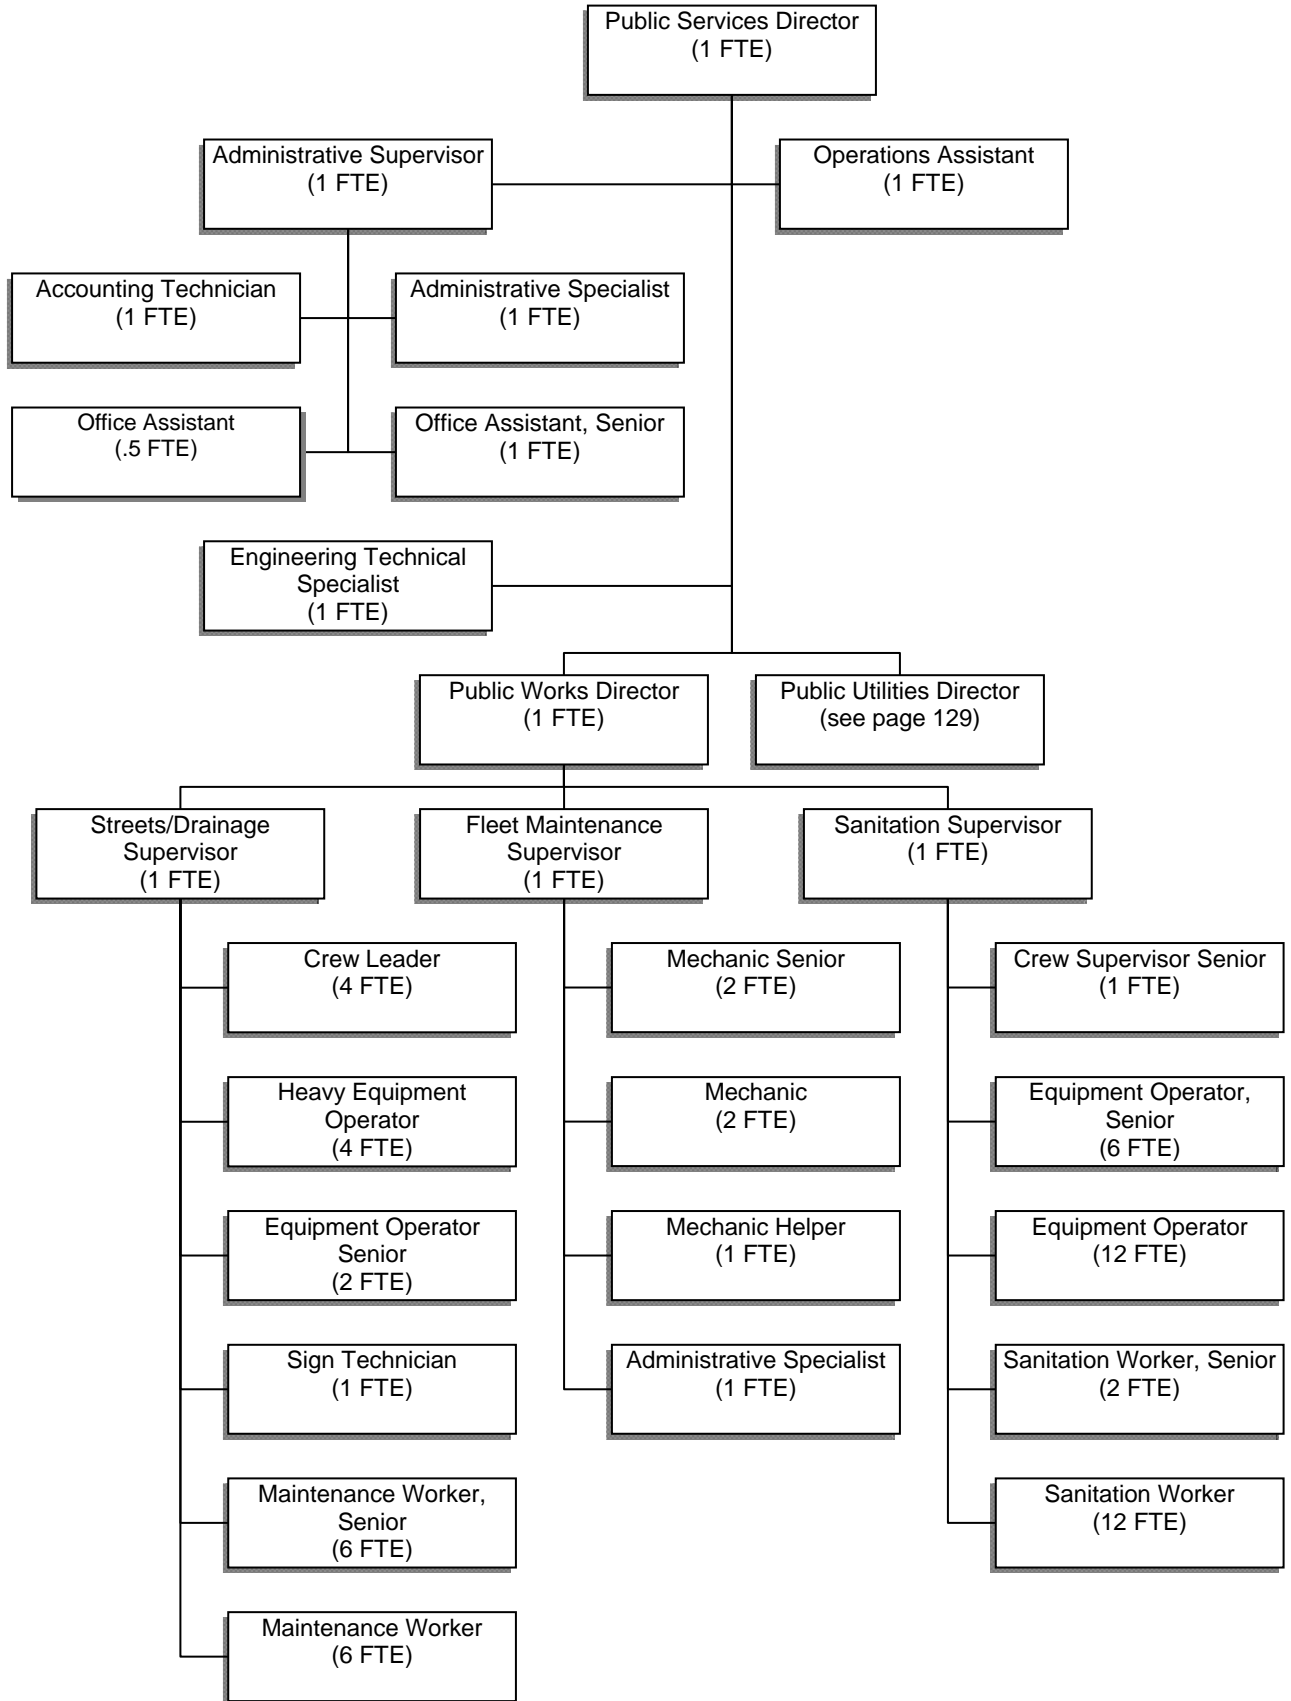 Public Services Director
(1 FTE)
Administrative Supervisor
(1 FTE)
Operations Assistant
(1 FTE)
Accounting Technician
(1 FTE)
Administrative Specialist
(1 FTE)
Office Assistant
(.5 FTE)
Office Assistant, Senior
(1 FTE)
Engineering Technical
Specialist
(1 FTE)
Public Works Director
(1 FTE)
Public Utilities Director
(see page 129)
Streets/Drainage
Supervisor
(1 FTE)
Fleet Maintenance
Supervisor
(1 FTE)
Sanitation Supervisor
(1 FTE)
Crew Leader
(4 FTE)
Mechanic Senior
(2 FTE)
Crew Supervisor Senior
(1 FTE)
Heavy Equipment
Operator
(4 FTE)
Mechanic
(2 FTE)
Equipment Operator,
Senior
(6 FTE)
Equipment Operator
Senior
(2 FTE)
Mechanic Helper
(1 FTE)
Equipment Operator
(12 FTE)
Sign Technician
(1 FTE)
Administrative Specialist
(1 FTE)
Sanitation Worker, Senior
(2 FTE)
Maintenance Worker,
Senior
(6 FTE)
Sanitation Worker
(12 FTE)
Maintenance Worker
(6 FTE)